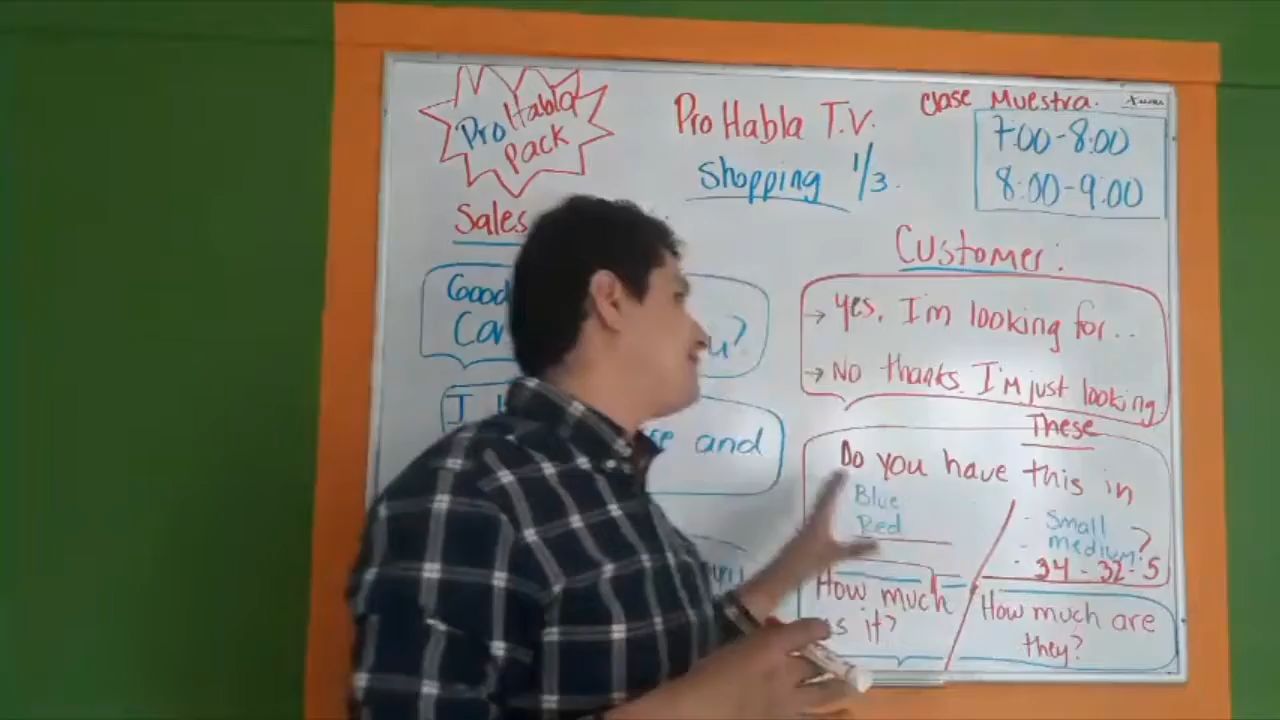 Pro Habla Pack
Pro Habla T.V.
Shopping 1/3.
Clase Muestra.
7:00-8:00
8:00-9:00
Sales
Good
?
I
and
Customer:
→ Yes, I'm looking for..
→ No thanks. I'm just looking.
These
Do you have this in
Blue
Red
- Small
- medium?
- 34 - 32 - 5
How much
is it?
How much are
they?